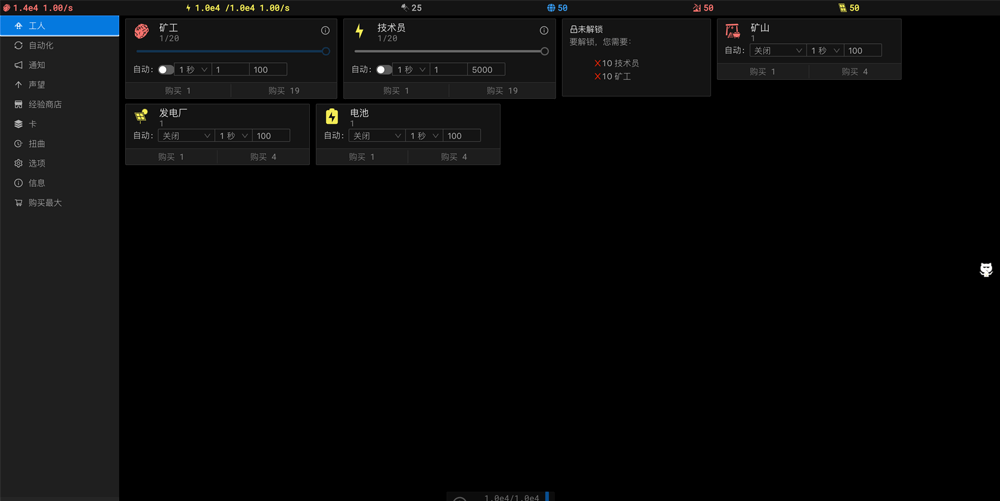 1.4e4 1.00/s 1.0e4 /1.0e4 1.00/s 25 50 50 50
工人
自动化
通知
声望
经验商店
卡
扭曲
选项
信息
购买最大
矿工
1/20
自动: 1 秒 1 100
购买 1 购买 19
技术员
1/20
自动: 1 秒 1 5000
购买 1 购买 19
未解锁
要解锁，您需要:
10 技术员
10 矿工
矿山
1
自动: 关闭 1 秒 100
购买 1 购买 4
发电厂
1
自动: 关闭 1 秒 100
购买 1 购买 4
电池
1
自动: 关闭 1 秒 100
购买 1 购买 4
1.0e4/1.0e4